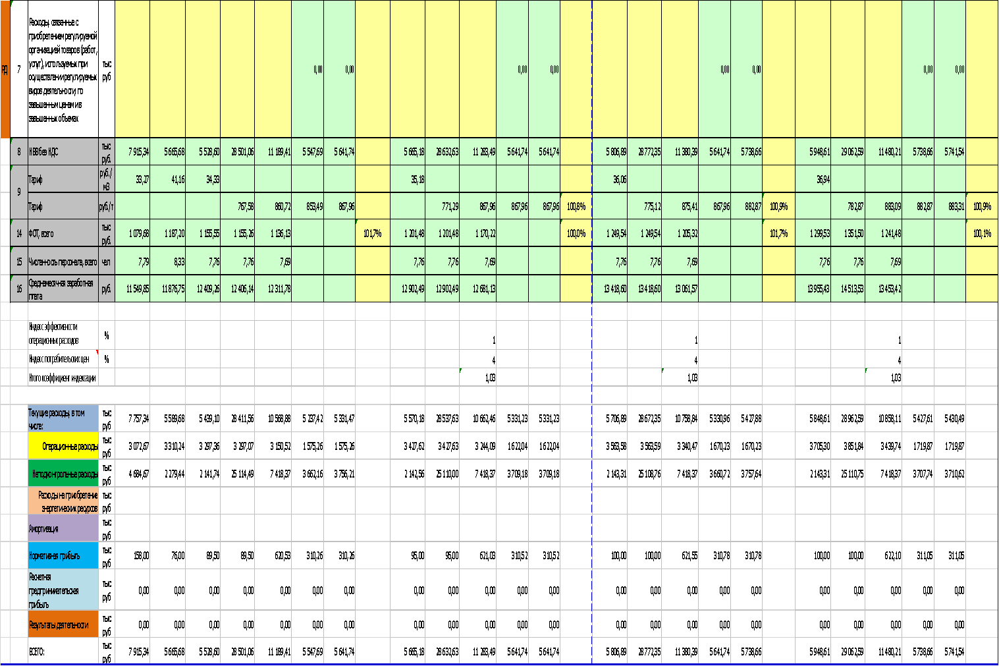 РД
7
Расходы, связанные с
приобретением регулируемой
организацией товаров (работ,
услуг), используемых при
осуществлении регулируемых
видов деятельности, по
завышенным ценам и в
завышенных объемах
тыс
руб
0,00 0,00 0,00 0,00 0,00 0,00 0,00 0,00
8 НВВ без НДС тыс руб. 7 915,34 5 665,68 5 528,60 28 501,06 11 189,41 5 547,69 5 641,74 5 665,18 28 632,63 11 283,49 5 641,74 5 641,74 5 806,89 28 772,35 11 380,39 5 641,74 5 738,66 5 948,61 29 062,59 11 480,21 5 738,66 5 741,54
9 Тариф руб./ м3 33,27 41,16 34,33 35,18 36,06 36,94
Тариф руб./т 767,58 860,72 853,49 867,96 771,29 867,96 867,96 867,96 100,8% 775,12 875,41 867,96 882,87 100,9% 782,87 883,09 882,87 883,31 100,9%
14 ФОТ, всего тыс руб. 1 079,68 1 187,20 1 155,55 1 155,26 1 136,13 101,7% 1 201,48 1 201,48 1 170,22 100,0% 1 249,54 1 249,54 1 205,32 101,7% 1 299,53 1 351,50 1 241,48 100,1%
15 Численность персонала, всего чел 7,79 8,33 7,76 7,76 7,69 7,76 7,76 7,69 7,76 7,76 7,69 7,76 7,76 7,69
16 Среднемесячная заработная плата руб. 11 549,85 11 876,75 12 409,26 12 406,14 12 311,78 12 902,49 12 902,49 12 681,13 13 418,60 13 418,60 13 061,57 13 955,43 14 513,53 13 453,42
Индекс эффективности операционных расходов % 1 1 1
Индекс потребительских цен % 4 4 4
Итого коэффициент индексации 1,03 1,03 1,03
Текущие расходы, в том числе: тыс руб 7 757,34 5 589,68 5 439,10 28 411,56 10 568,88 5 237,42 5 331,47 5 570,18 28 537,63 10 662,46 5 331,23 5 331,23 5 706,89 28 672,35 10 758,84 5 330,96 5 427,88 5 848,61 28 962,59 10 858,11 5 427,61 5 430,49
Операционные расходы тыс руб 3 072,67 3 310,24 3 297,36 3 297,07 3 150,52 1 575,26 1 575,26 3 427,62 3 427,63 3 244,09 1 622,04 1 622,04 3 563,58 3 563,59 3 340,47 1 670,23 1 670,23 3 705,30 3 851,84 3 439,74 1 719,87 1 719,87
Неподконтрольные расходы тыс руб 4 684,67 2 279,44 2 141,74 25 114,49 7 418,37 3 662,16 3 756,21 2 142,56 25 110,00 7 418,37 3 709,18 3 709,18 2 143,31 25 108,76 7 418,37 3 660,72 3 757,64 2 143,31 25 110,75 7 418,37 3 707,74 3 710,62
Расходы на приобретение энергетических ресурсов тыс руб
Амортизация тыс руб
Нормативная прибыль тыс руб 158,00 76,00 89,50 89,50 620,53 310,26 310,26 95,00 95,00 621,03 310,52 310,52 100,00 100,00 621,55 310,78 310,78 100,00 100,00 622,10 311,05 311,05
Расчетная предпринимательская прибыль тыс руб 0,00 0,00 0,00 0,00 0,00 0,00 0,00 0,00 0,00 0,00 0,00 0,00 0,00 0,00 0,00 0,00 0,00 0,00 0,00 0,00 0,00 0,00
Результаты деятельности тыс руб 0,00 0,00 0,00 0,00 0,00 0,00 0,00 0,00 0,00 0,00 0,00 0,00 0,00 0,00 0,00 0,00 0,00 0,00 0,00 0,00 0,00 0,00
ВСЕГО: тыс руб 7 915,34 5 665,68 5 528,60 28 501,06 11 189,41 5 547,69 5 641,74 5 665,18 28 632,63 11 283,49 5 641,74 5 641,74 5 806,89 28 772,35 11 380,39 5 641,74 5 738,66 5 948,61 29 062,59 11 480,21 5 738,66 5 741,54